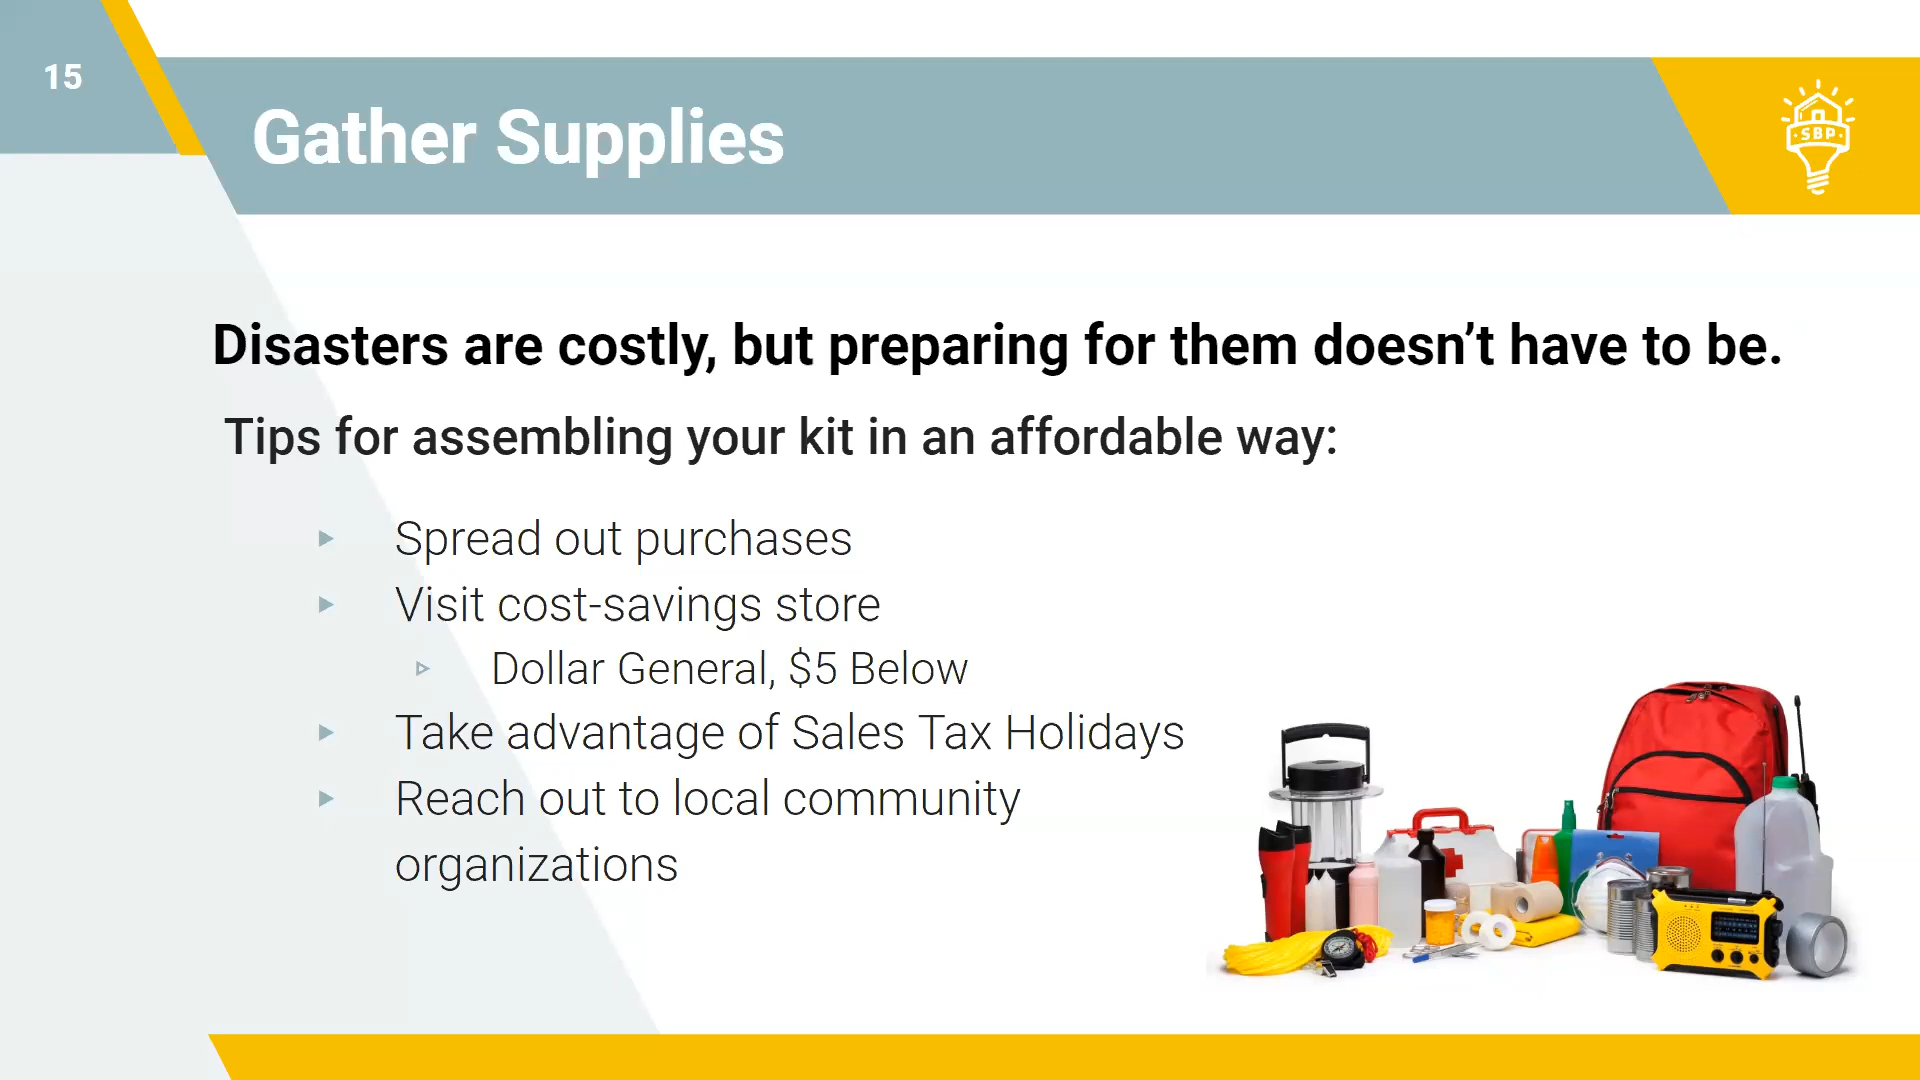 15
Gather Supplies
SBP
Disasters are costly, but preparing for them doesn’t have to be.
Tips for assembling your kit in an affordable way:
Spread out purchases
Visit cost-savings store
Dollar General, $5 Below
Take advantage of Sales Tax Holidays
Reach out to local community
organizations